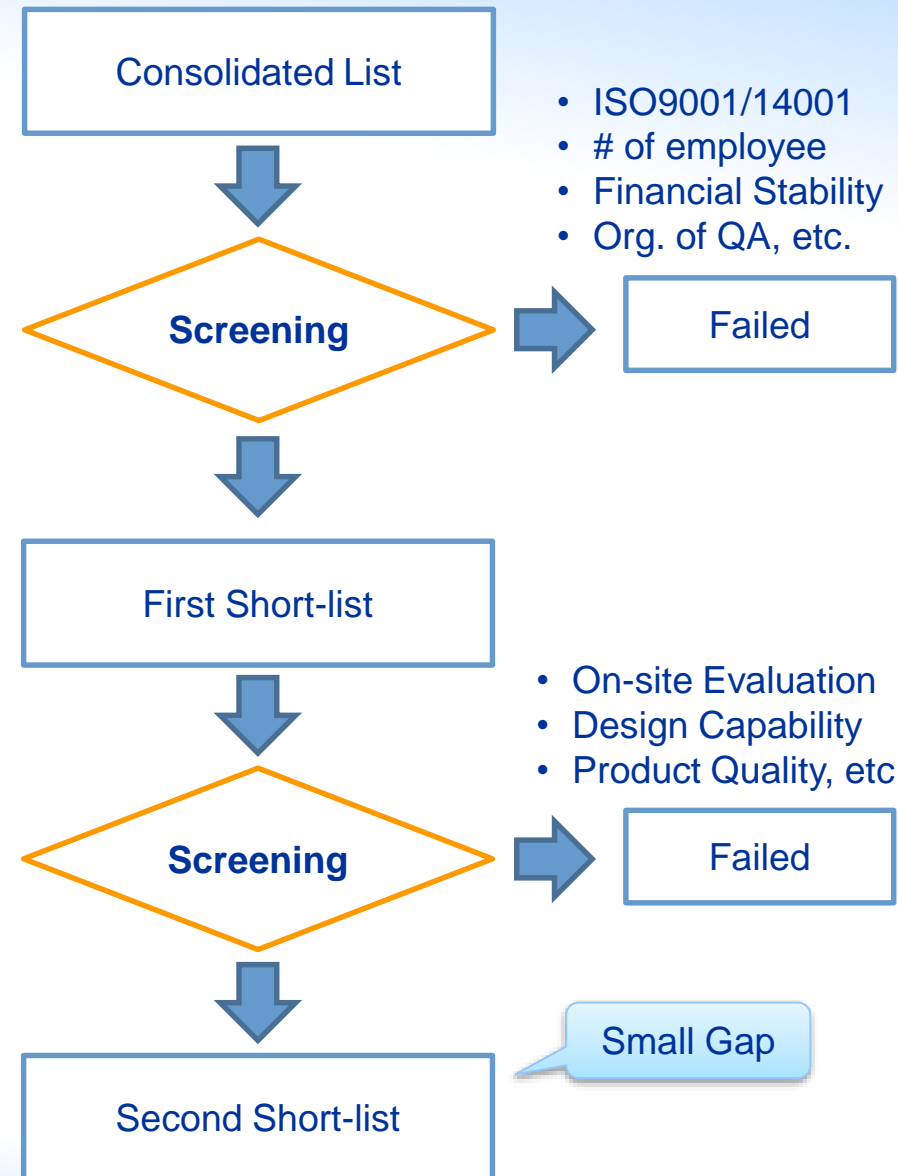 Consolidated List
• ISO9001/14001
• # of employee
• Financial Stability
• Org. of QA, etc.
Screening
Failed
First Short-list
• On-site Evaluation
• Design Capability
• Product Quality, etc
Screening
Failed
Small Gap
Second Short-list